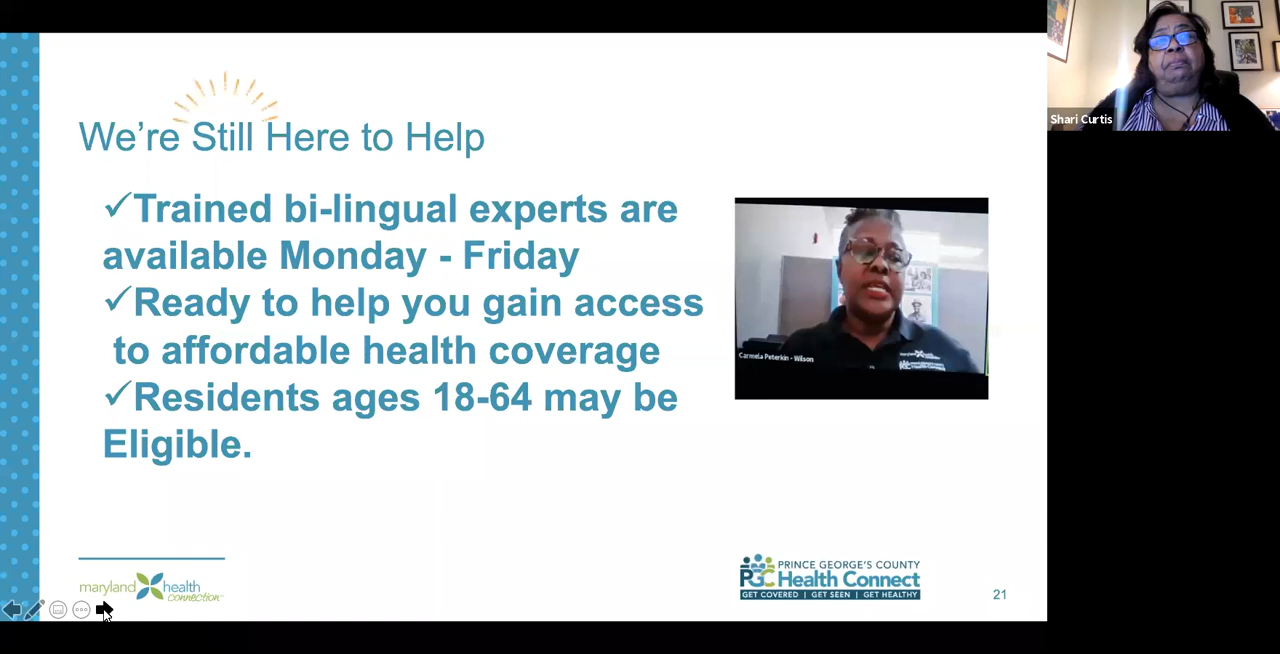 We're Still Here to Help
✓Trained bi-lingual experts are
available Monday - Friday
✓Ready to help you gain access
to affordable health coverage
✓Residents ages 18-64 may be
Eligible.
Carmela Peterkin - Wilson
maryland health
connection
PRINCE GEORGE'S COUNTY
PGC Health Connect
GET COVERED | GET SEEN | GET HEALTHY
21
Shari Curtis